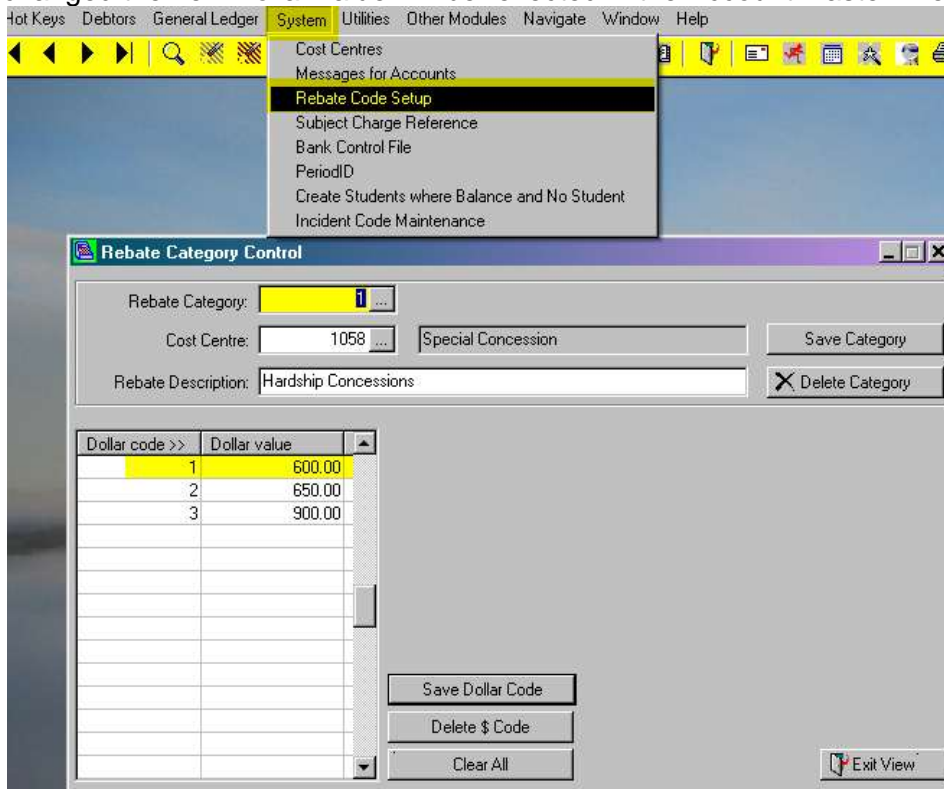 Hot Keys Debtors General Ledger System Utilities Other Modules Navigate Window Help
Cost Centres
Messages for Accounts
Rebate Code Setup
Subject Charge Reference
Bank Control File
PeriodID
Create Students where Balance and No Student
Incident Code Maintenance
Rebate Category Control
Rebate Category: 1 ...
Cost Centre: 1058 ... Special Concession Save Category
Rebate Description: Hardship Concessions Delete Category
Dollar code >> Dollar value
1 600.00
2 650.00
3 900.00
Save Dollar Code
Delete $ Code
Clear All Exit View